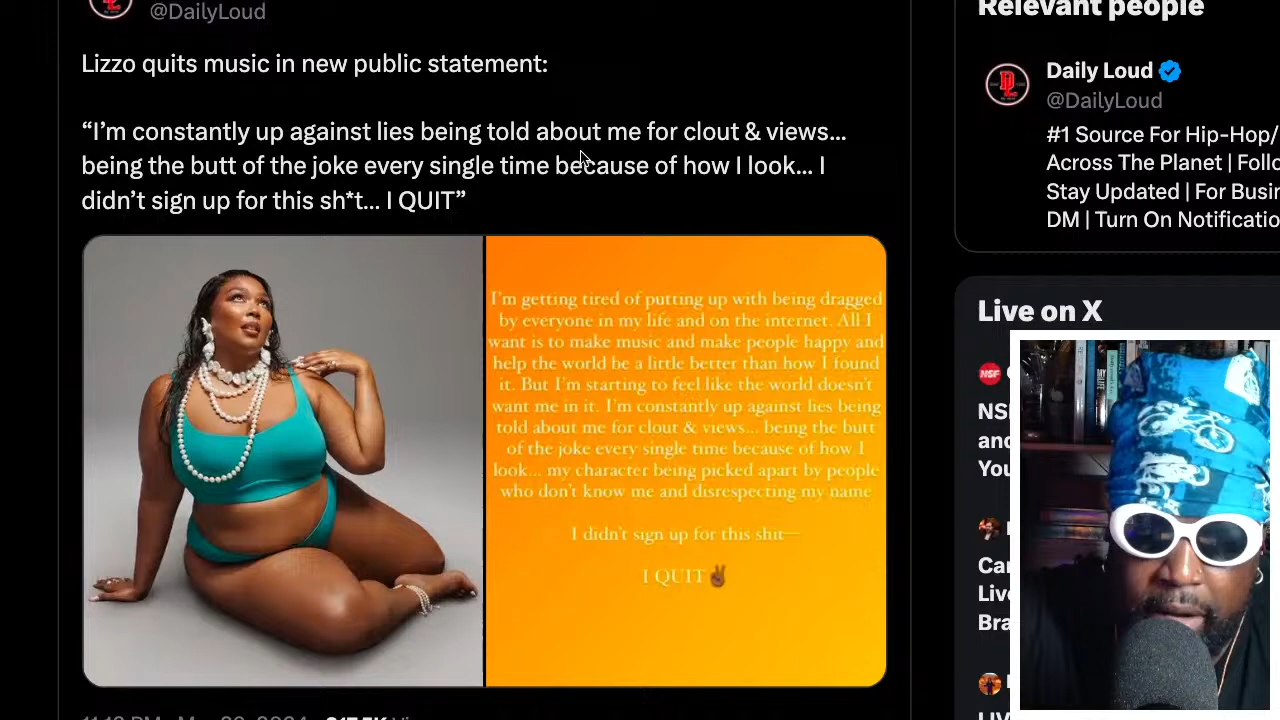 @DailyLoud
Lizzo quits music in new public statement:
“I’m constantly up against lies being told about me for clout & views...
being the butt of the joke every single time because of how I look... I
didn’t sign up for this sh*t... I QUIT”
I'm getting tired of putting up with being dragged
by everyone in my life and on the internet. All I
want is to make music and make people happy and
help the world be a little better than how I found
it. But I'm starting to feel like the world doesn't
want me in it. I'm constantly up against lies being
told about me for clout & views... being the butt
of the joke every single time because of how I
look... my character being picked apart by people
who don't know me and disrespecting my name
I didn't sign up for this shit—
I QUIT✌🏾
Relevant people
Daily Loud
@DailyLoud
#1 Source For Hip-Hop/
Across The Planet | Follo
Stay Updated | For Busin
DM | Turn On Notificatio
Live on X
NSF
NSF
and
You
Car
Live
Bra
LIV